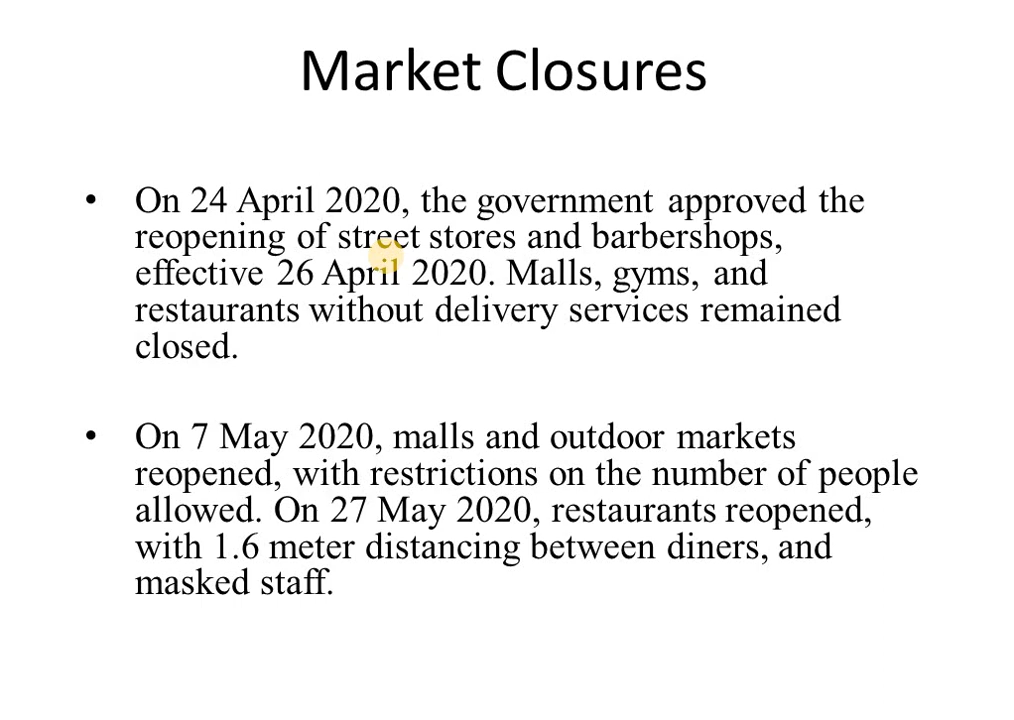 Market Closures
• On 24 April 2020, the government approved the
reopening of street stores and barbershops,
effective 26 April 2020. Malls, gyms, and
restaurants without delivery services remained
closed.
• On 7 May 2020, malls and outdoor markets
reopened, with restrictions on the number of people
allowed. On 27 May 2020, restaurants reopened,
with 1.6 meter distancing between diners, and
masked staff.